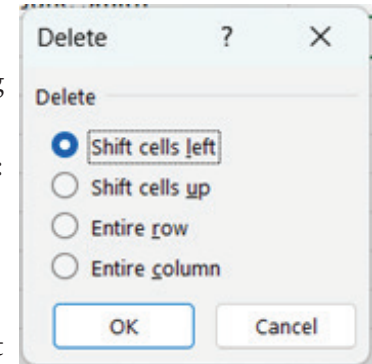 Delete ? ×
Delete
Shift cells left
Shift cells up
Entire row
Entire column
OK Cancel